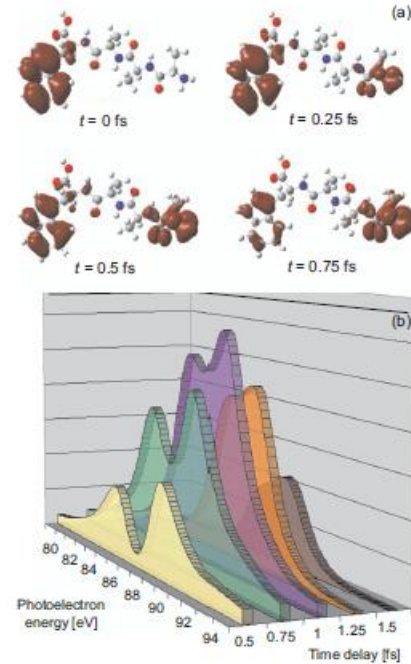 (a)
t = 0 fs
t = 0.25 fs
t = 0.5 fs
t = 0.75 fs
(b)
80
82
84
86
88
90
92
94
Photoelectron
energy [eV]
0.5
0.75
1
1.25
1.5
Time delay [fs]